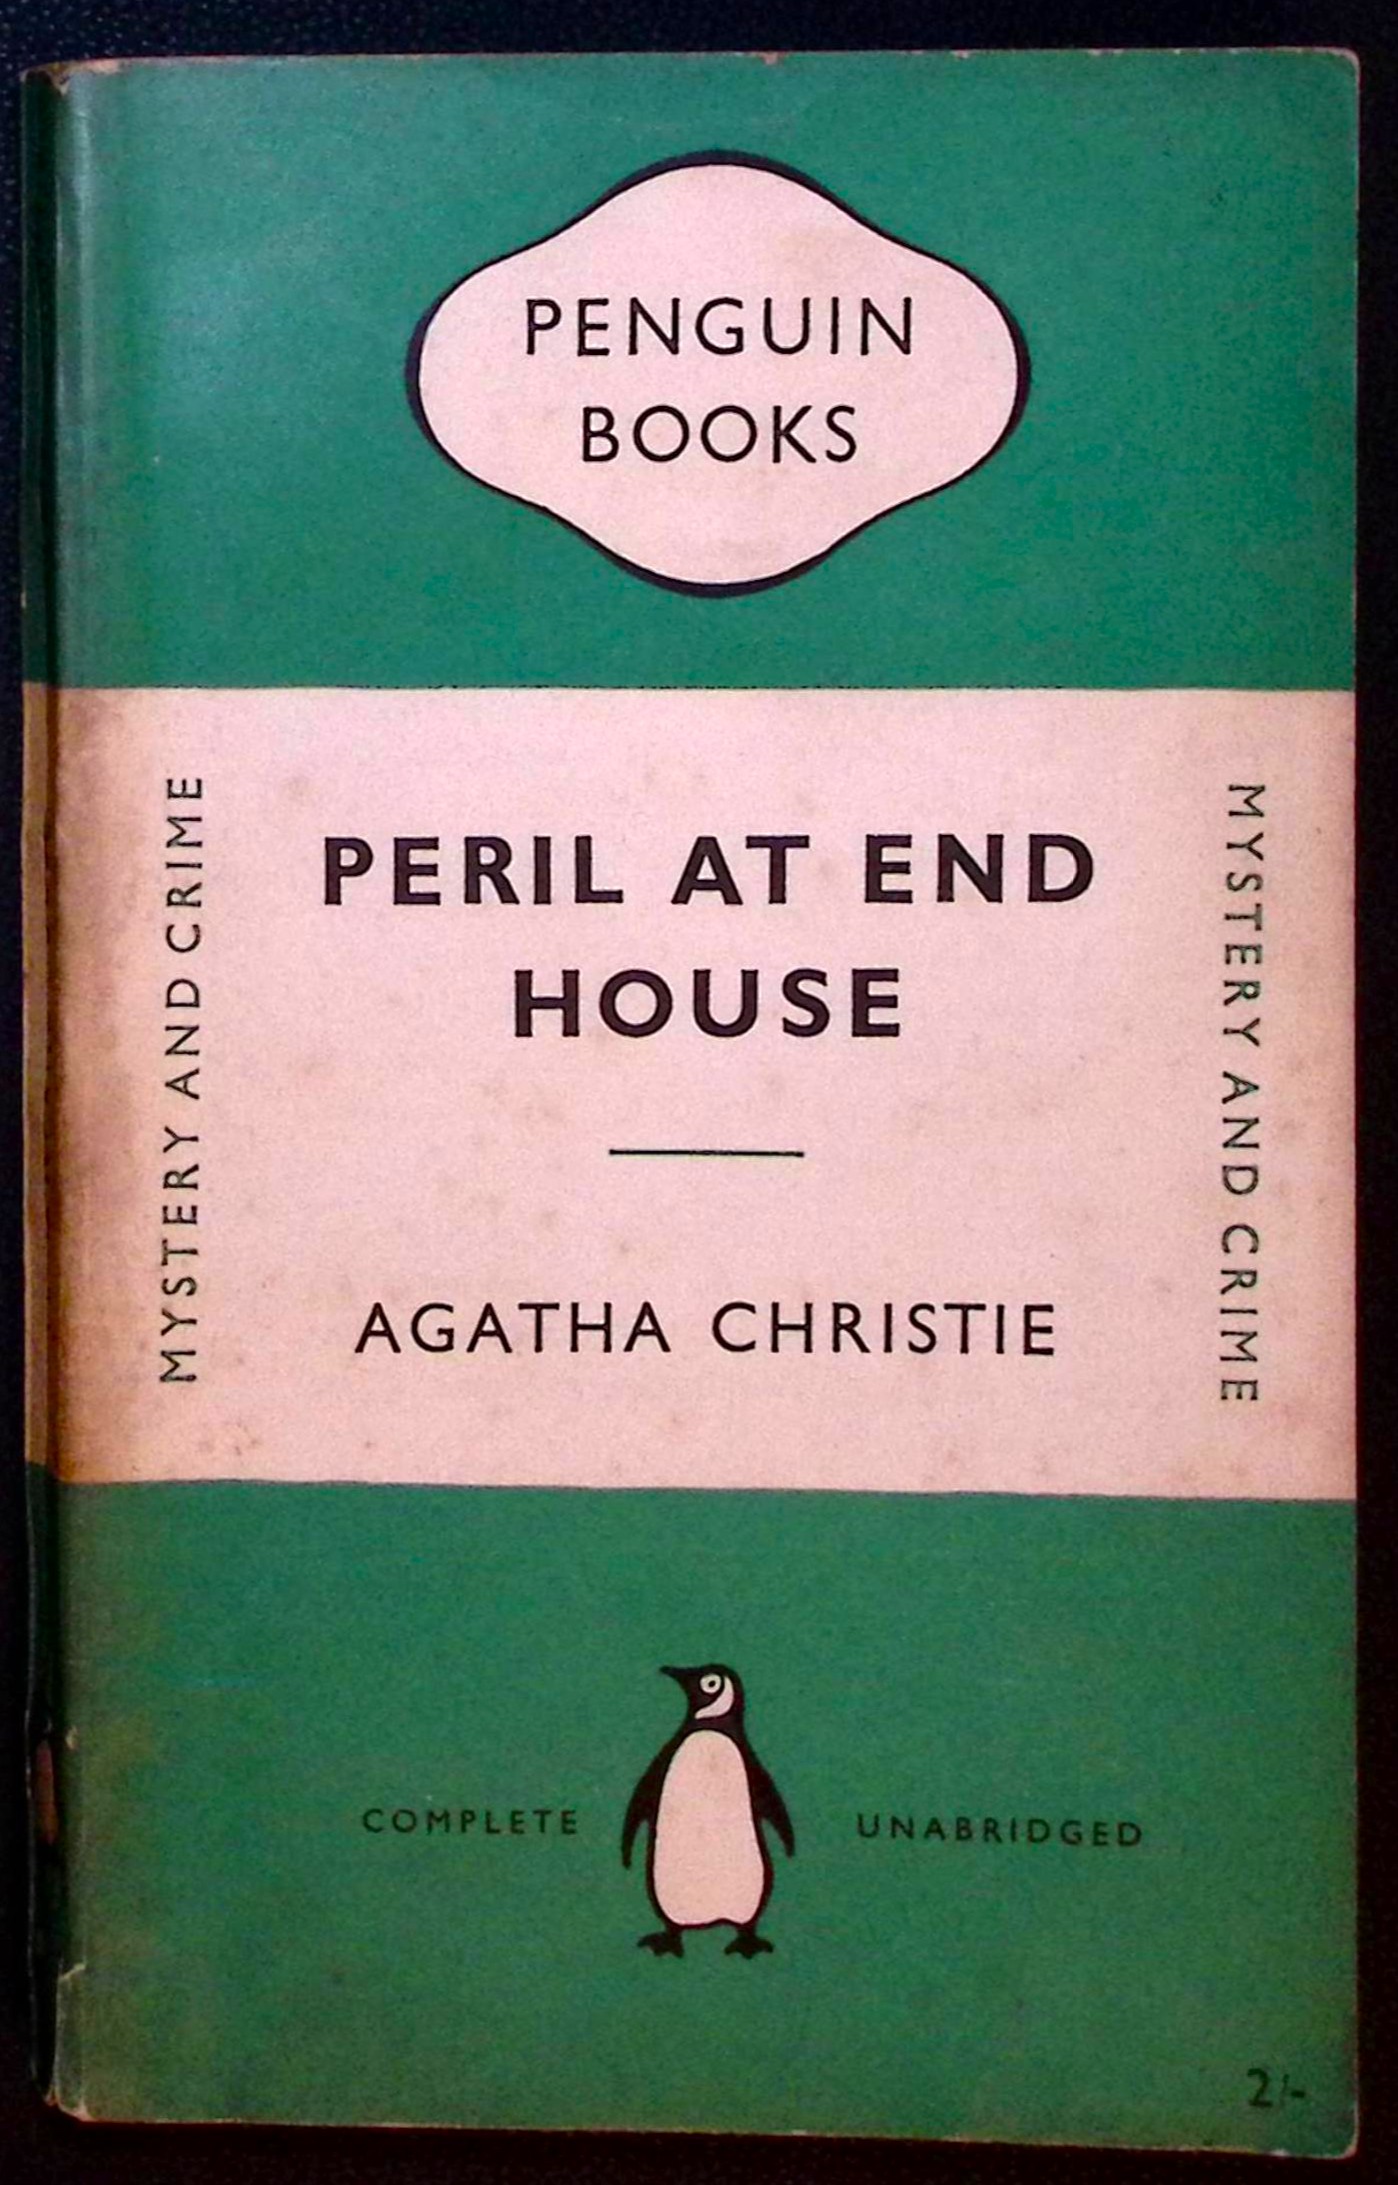 PENGUIN
BOOKS
MYSTERY AND CRIME
PERIL AT END
HOUSE
AGATHA CHRISTIE
MYSTERY AND CRIME
COMPLETE
UNABRIDGED
2/-